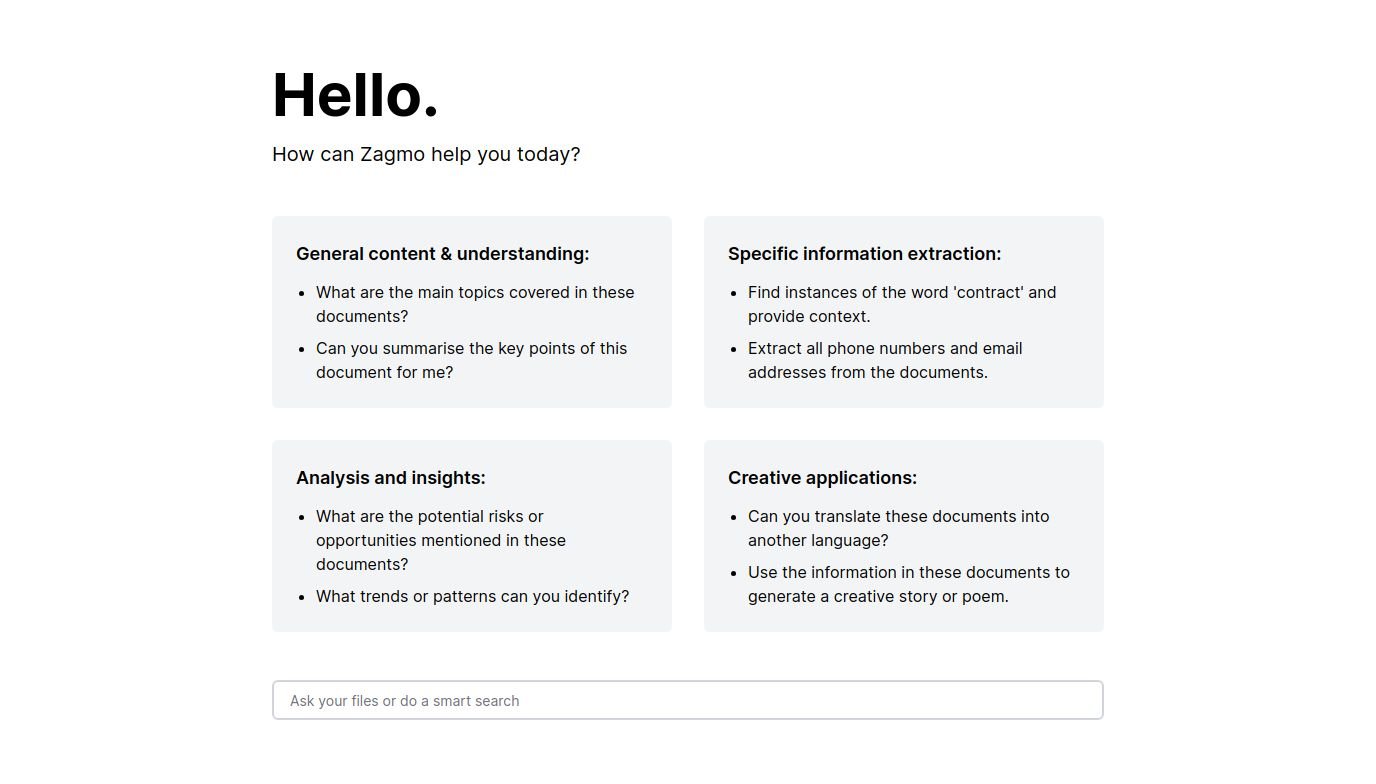 Hello.
How can Zagmo help you today?
General content & understanding:
• What are the main topics covered in these
documents?
• Can you summarise the key points of this
document for me?
Specific information extraction:
• Find instances of the word 'contract' and
provide context.
• Extract all phone numbers and email
addresses from the documents.
Analysis and insights:
• What are the potential risks or
opportunities mentioned in these
documents?
• What trends or patterns can you identify?
Creative applications:
• Can you translate these documents into
another language?
• Use the information in these documents to
generate a creative story or poem.
Ask your files or do a smart search